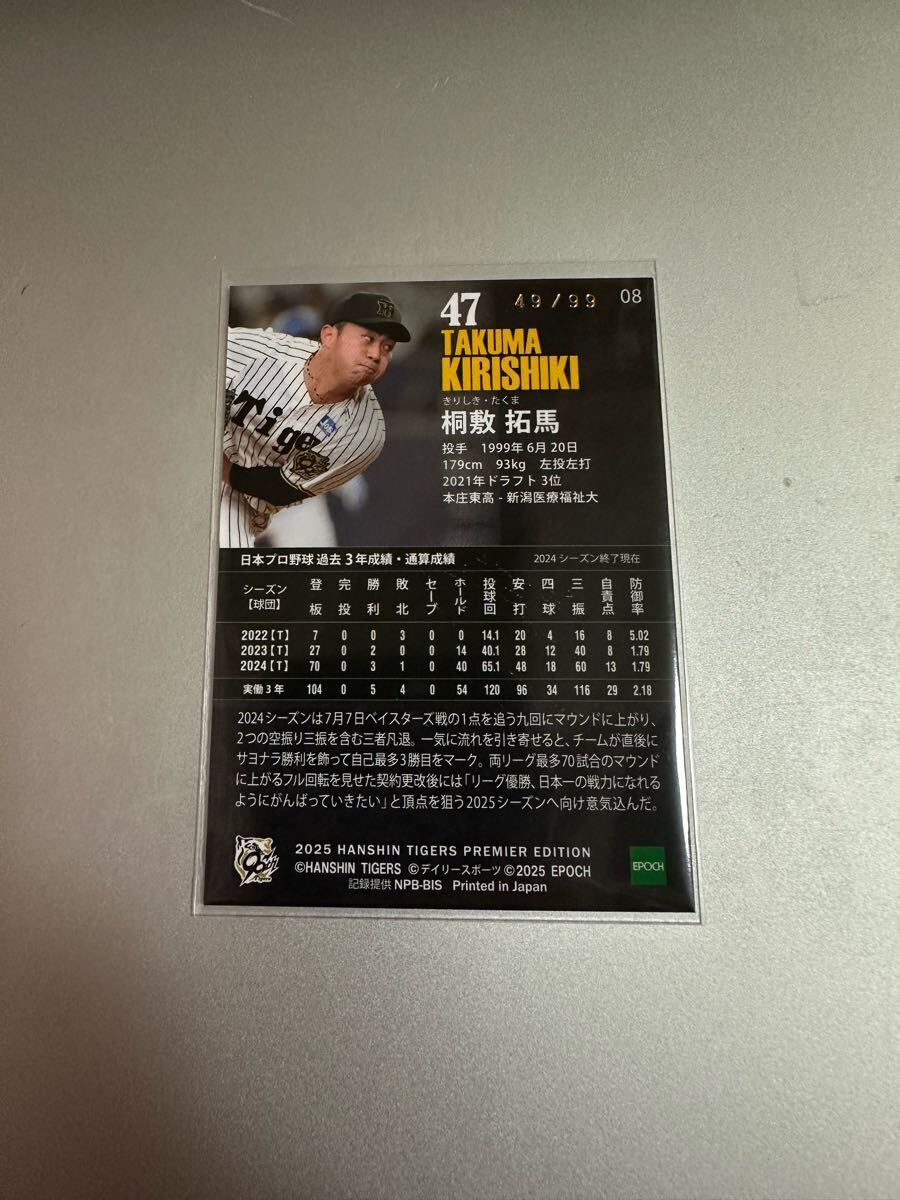 47 49/99 08
TAKUMA
KIRISHIKI
きりしき・たくま
桐敷 拓馬
投手 1999年 6月 20日
179cm 93kg 左投左打
2021年ドラフト 3位
本庄東高 - 新潟医療福祉大
Tige
日本プロ野球 過去 3年成績・通算成績 2024 シーズン終了現在
シーズン【球団】 登板 完投 勝利 敗北 セーブ ホールド 投球回 安打 四球 三振 自責点 防御率
2022【T】 7 0 0 3 0 0 14.1 20 4 16 8 5.02
2023【T】 27 0 2 0 0 14 40.1 28 12 40 8 1.79
2024【T】 70 0 3 1 0 40 65.1 48 18 60 13 1.79
実働 3 年 104 0 5 4 0 54 120 96 34 116 29 2.18
2024シーズンは7月7日ベイスターズ戦の1点を追う九回にマウンドに上がり、
2つの空振り三振を含む三者凡退。一気に流れを引き寄せると、チームが直後に
サヨナラ勝利を飾って自己最多3勝目をマーク。両リーグ最多70試合のマウンド
に上がるフル回転を見せた契約更改後には「リーグ優勝、日本一の戦力になれる
ようにがんばっていきたい」と頂点を狙う2025シーズンへ向け意気込んだ。
2025 HANSHIN TIGERS PREMIER EDITION
©HANSHIN TIGERS ©デイリースポーツ ©2025 EPOCH
記録提供 NPB-BIS Printed in Japan
EPOCH